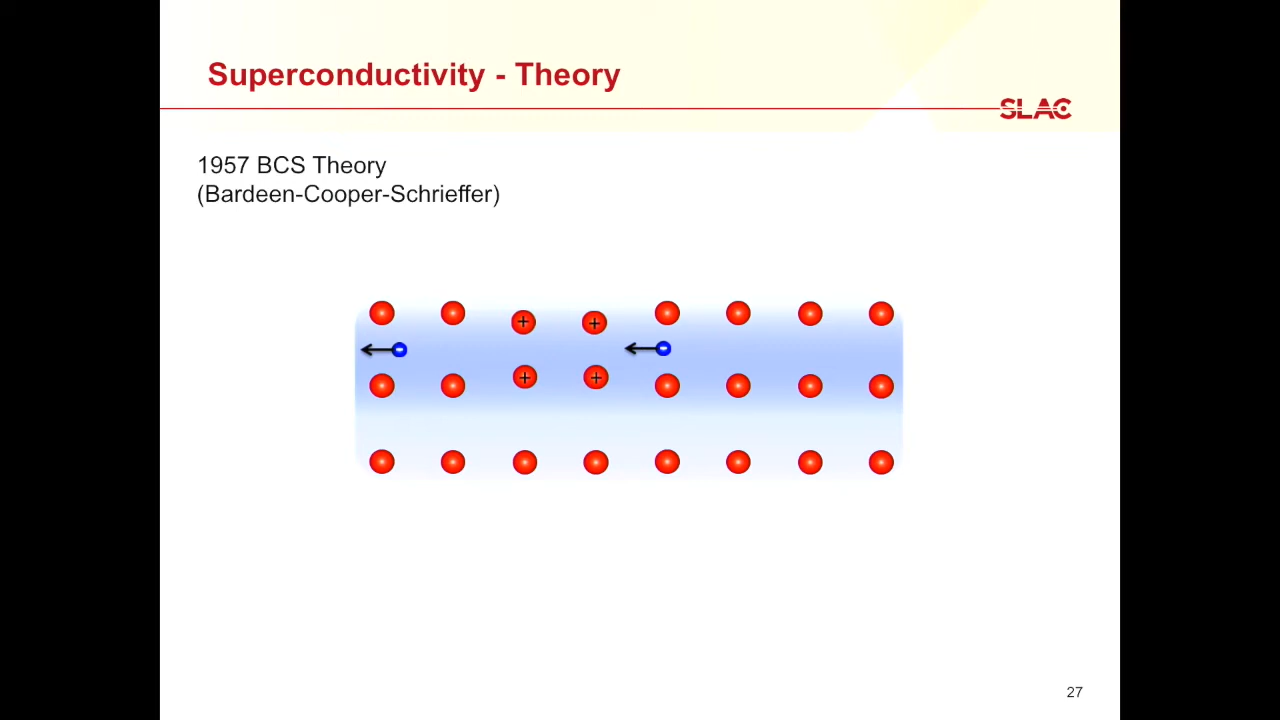 Superconductivity - Theory
SLAC
1957 BCS Theory
(Bardeen-Cooper-Schrieffer)
+ +
- -
+ +
27